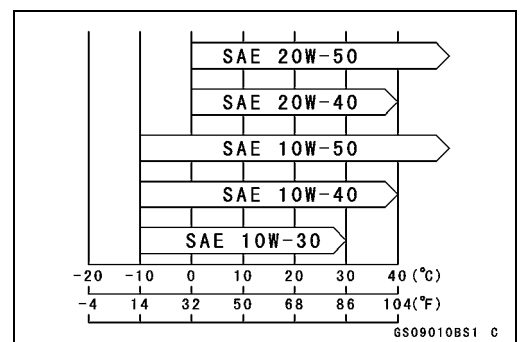 SAE 20W-50
SAE 20W-40
SAE 10W-50
SAE 10W-40
SAE 10W-30
-20 -10 0 10 20 30 40 (°C)
-4 14 32 50 68 86 104(°F)
GS09010BS1 C